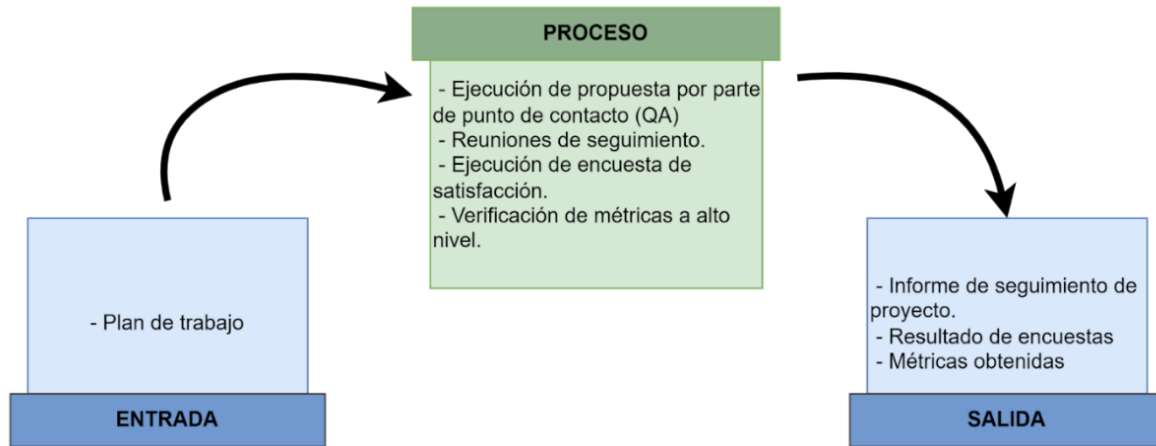 PROCESO
- Ejecución de propuesta por parte
de punto de contacto (QA)
- Reuniones de seguimiento.
- Ejecución de encuesta de
satisfacción.
- Verificación de métricas a alto
nivel.
- Plan de trabajo
ENTRADA
- Informe de seguimiento de
proyecto.
- Resultado de encuestas
- Métricas obtenidas
SALIDA